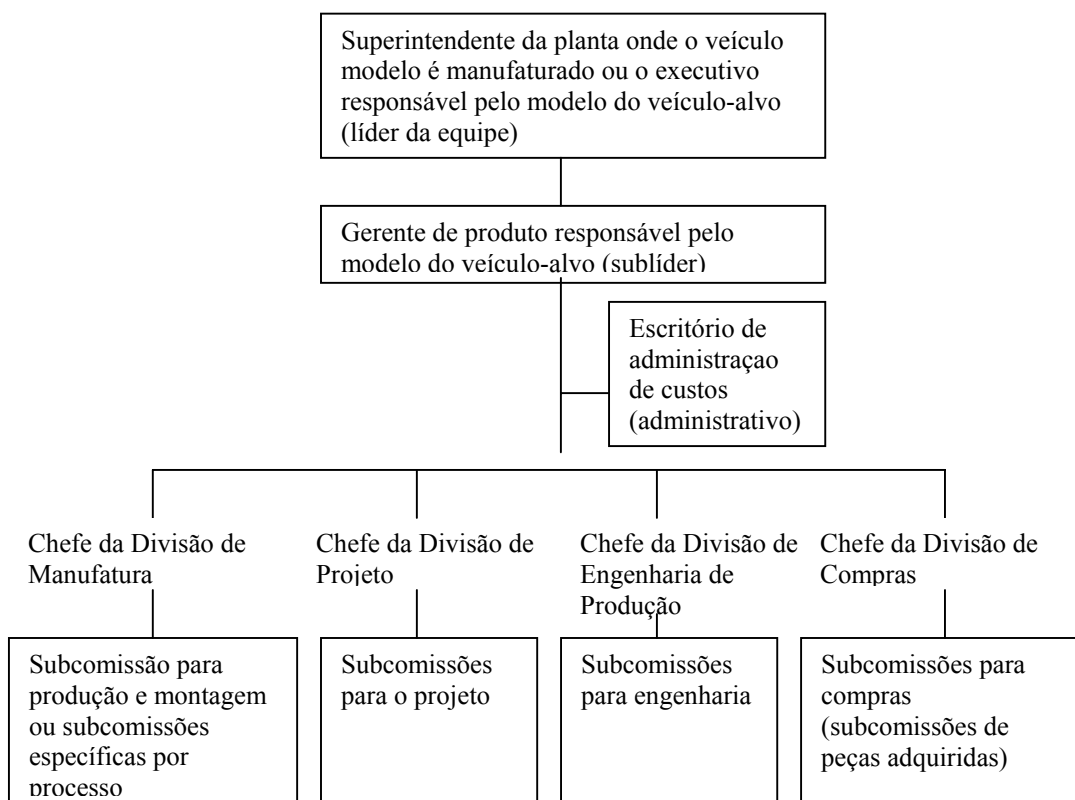 Superintendente da planta onde o veículo
modelo é manufaturado ou o executivo
responsável pelo modelo do veículo-alvo
(líder da equipe)
Gerente de produto responsável pelo
modelo do veículo-alvo (sublíder)
Escritório de
administraçao
de custos
(administrativo)
Chefe da Divisão de
Manufatura
Chefe da Divisão de
Projeto
Chefe da Divisão de
Engenharia de
Produção
Chefe da Divisão de
Compras
Subcomissão para
produção e montagem
ou subcomissões
específicas por
processo
Subcomissões
para o projeto
Subcomissões
para engenharia
Subcomissões para
compras
(subcomissões de
peças adquiridas)